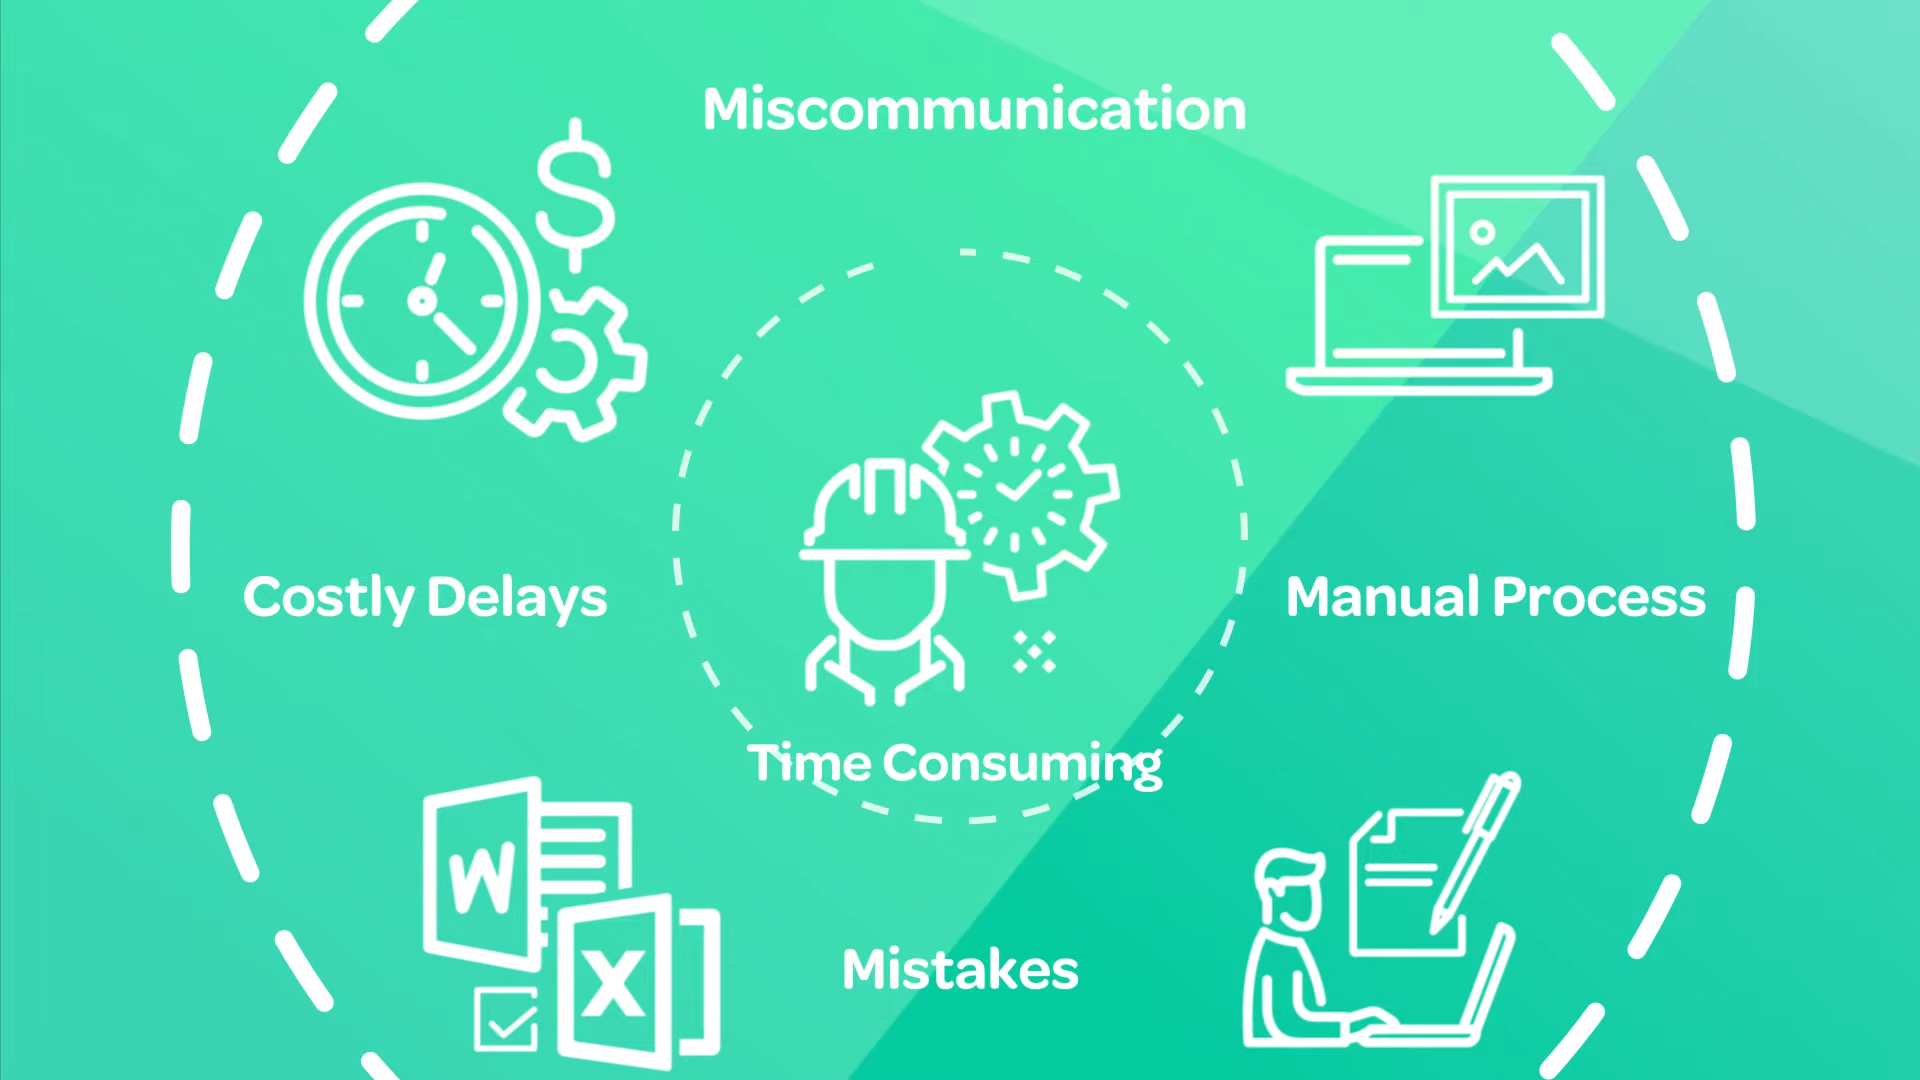 Miscommunication
$
Costly Delays
Manual Process
Time Consuming
W
X
Mistakes